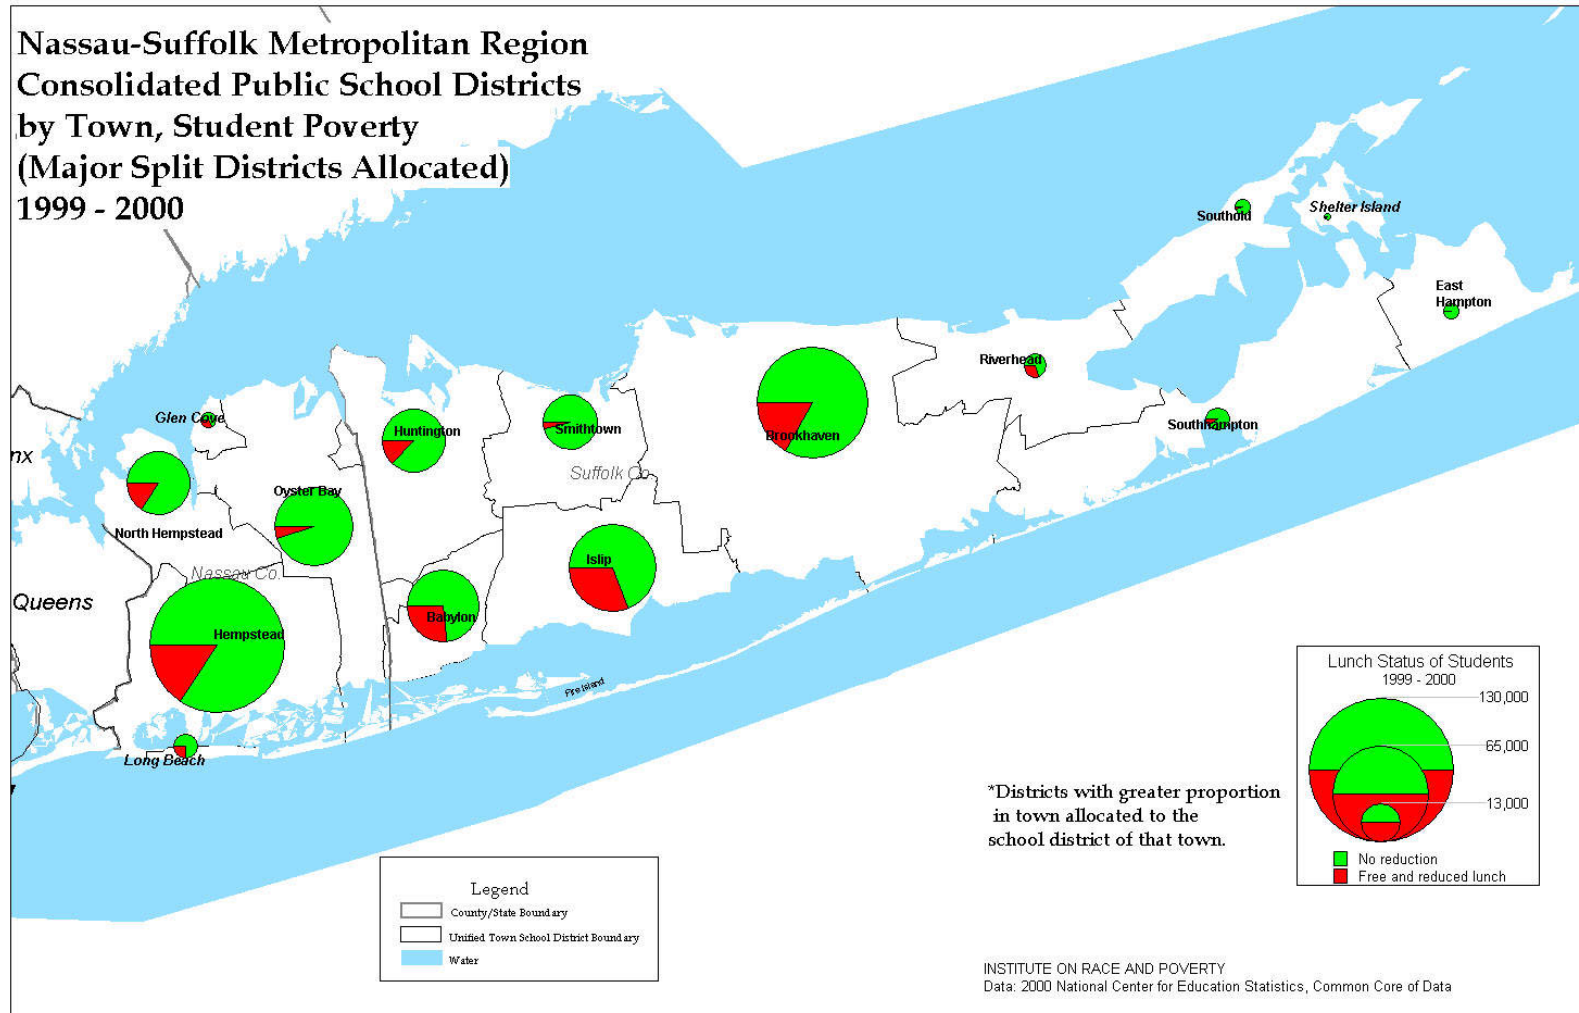 Nassau-Suffolk Metropolitan Region
Consolidated Public School Districts
by Town, Student Poverty
(Major Split Districts Allocated)
1999 - 2000
Southold
Shelter Island
East
Hampton
Riverhead
Glen Cove
Huntington
Smithtown
Brookhaven
Southhampton
nx
Suffolk Co.
Oyster Bay
North Hempstead
Islip
Nassau Co.
Queens
Babylon
Hempstead
Fire Island
Long Beach
Lunch Status of Students
1999 - 2000
130,000
65,000
13,000
No reduction
Free and reduced lunch
*Districts with greater proportion
in town allocated to the
school district of that town.
Legend
County/State Boundary
Unified Town School District Boundary
Water
INSTITUTE ON RACE AND POVERTY
Data: 2000 National Center for Education Statistics, Common Core of Data